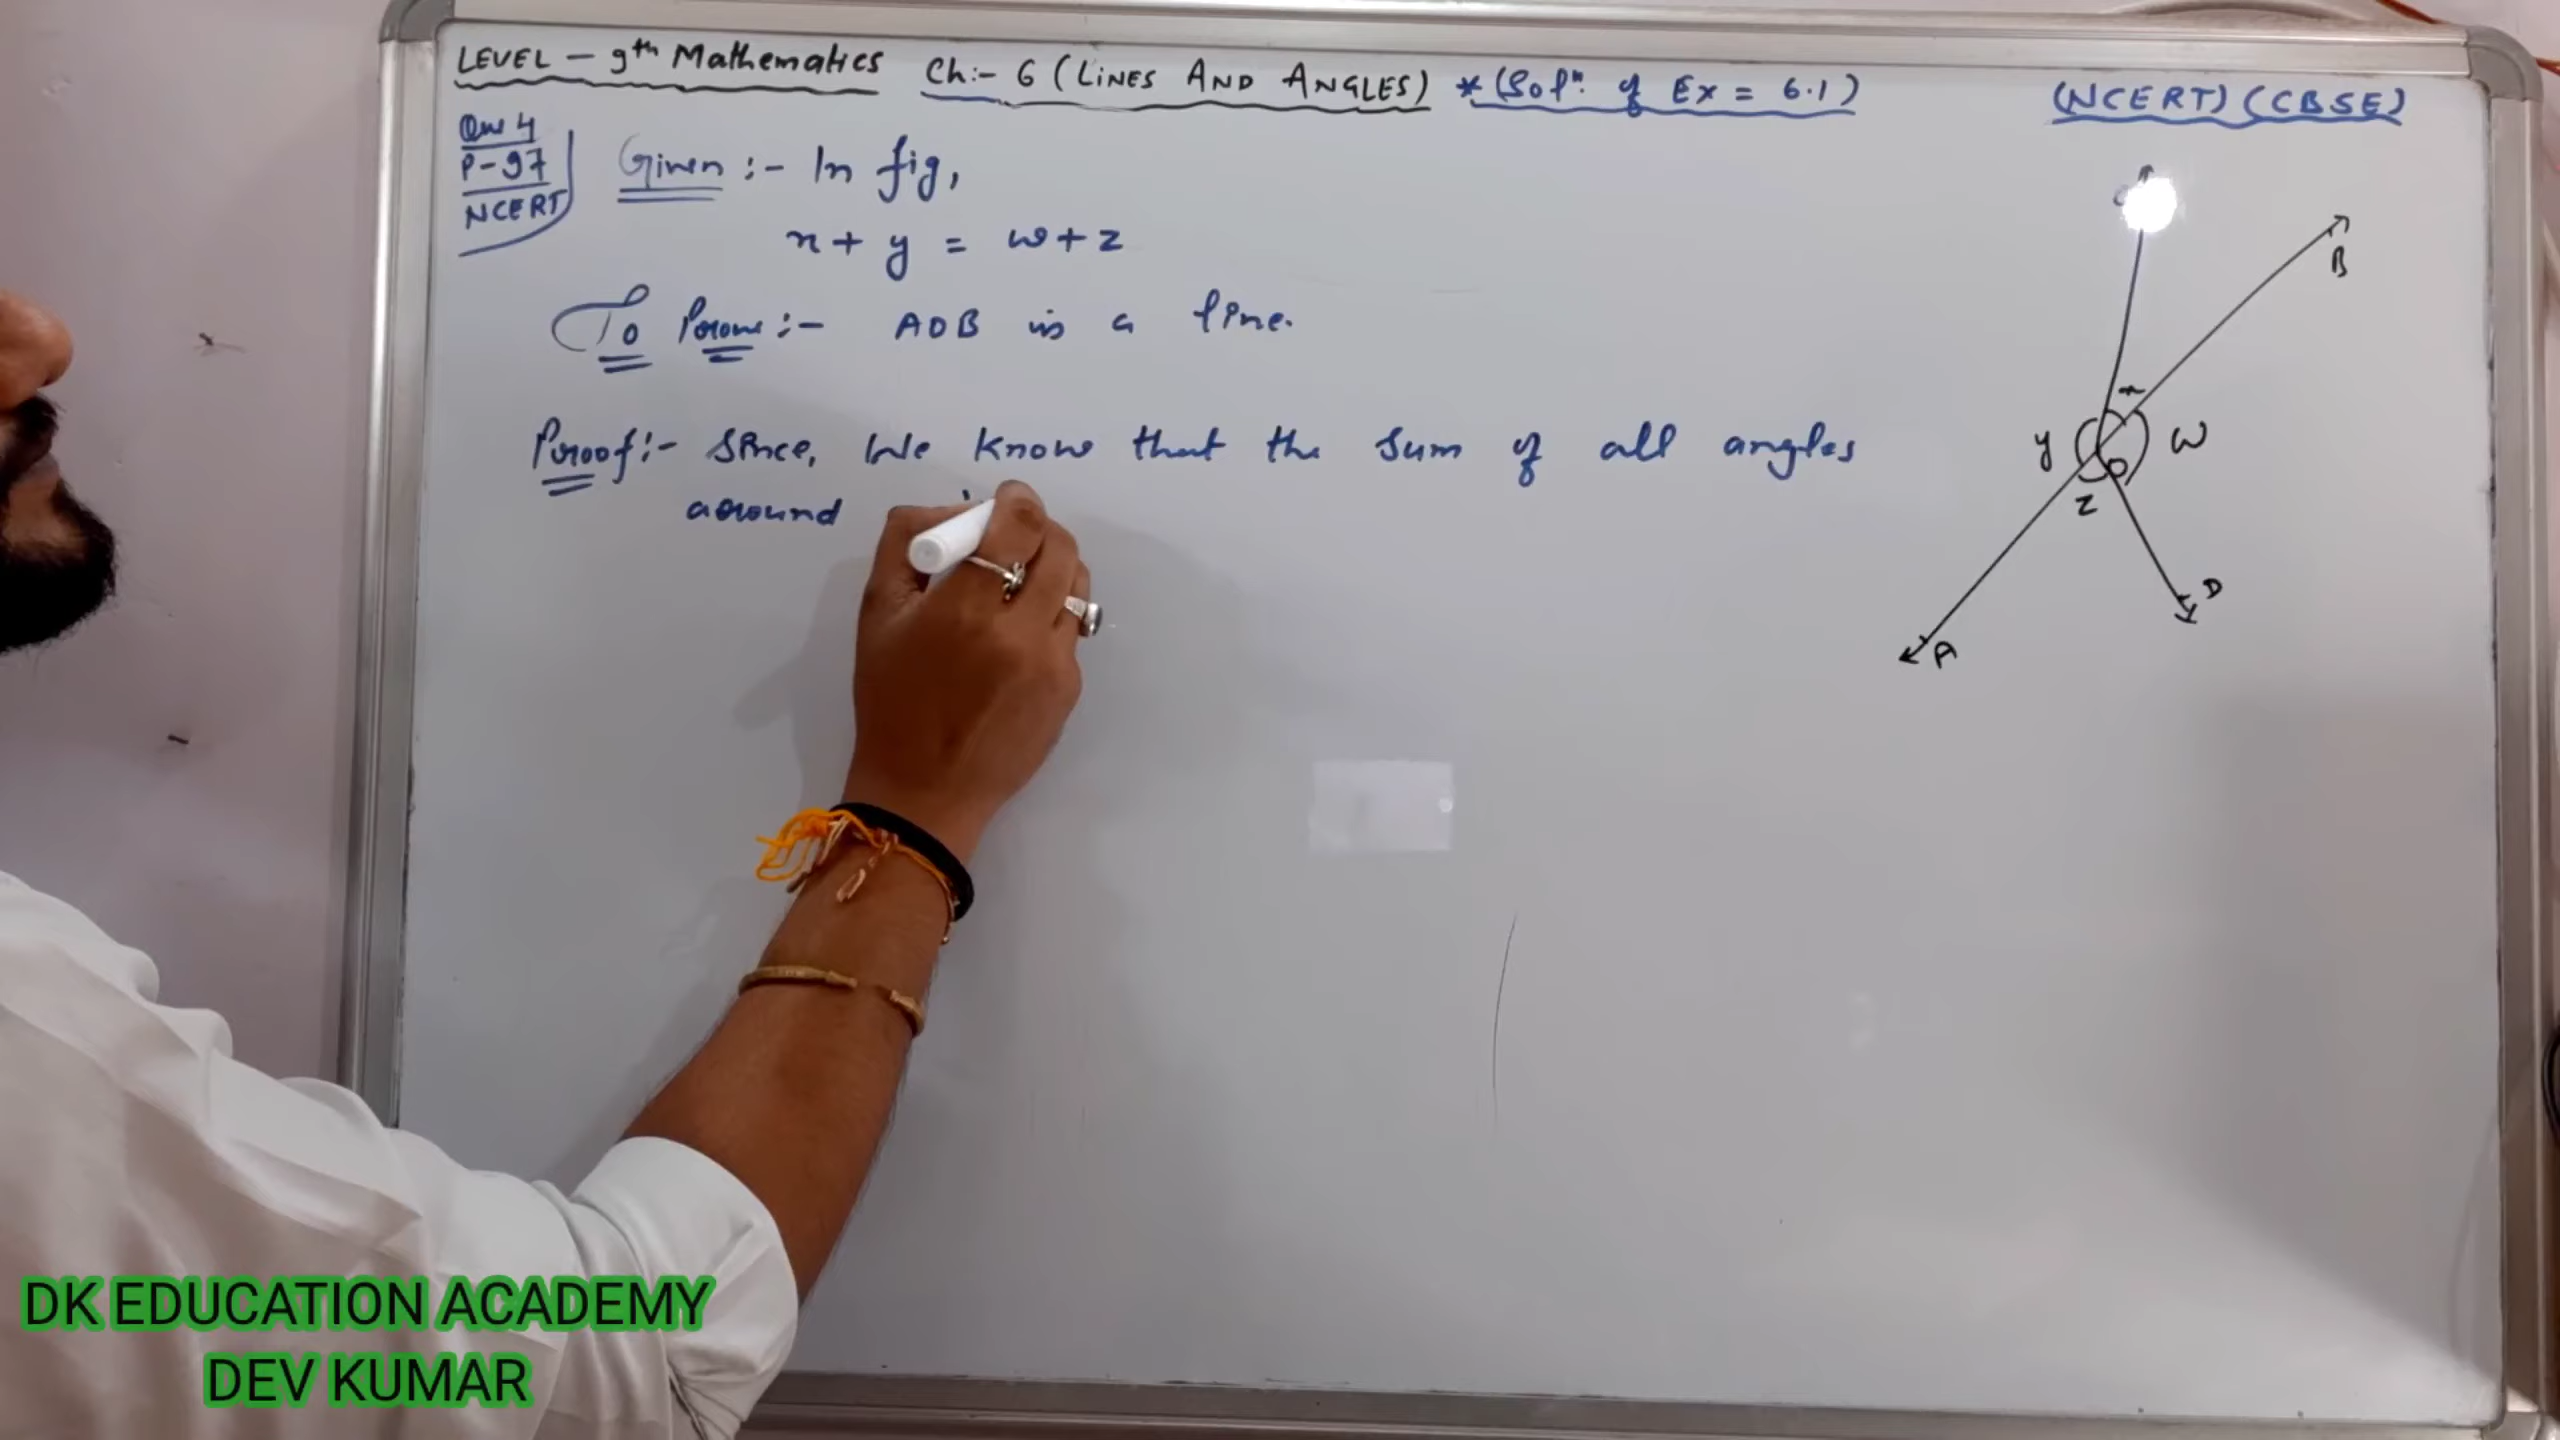 LEVEL - 9th Mathematics Ch:- 6 (LINES AND ANGLES) * (Solⁿ: of Ex = 6.1) (NCERT) (CBSE)
Que 4
P-97
NCERT
Given :- In fig,
x + y = w + z
To Prove :- AOB is a line.
Proof:- Since, We know that the sum of all angles
around
B
x
y
w
O
z
D
A
DK EDUCATION ACADEMY
DEV KUMAR